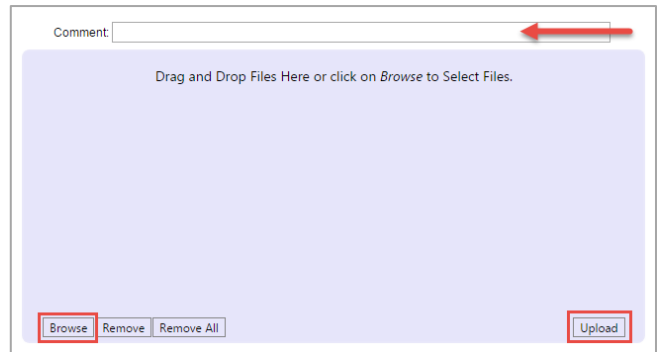 Comment:
Drag and Drop Files Here or click on Browse to Select Files.
Browse Remove Remove All Upload